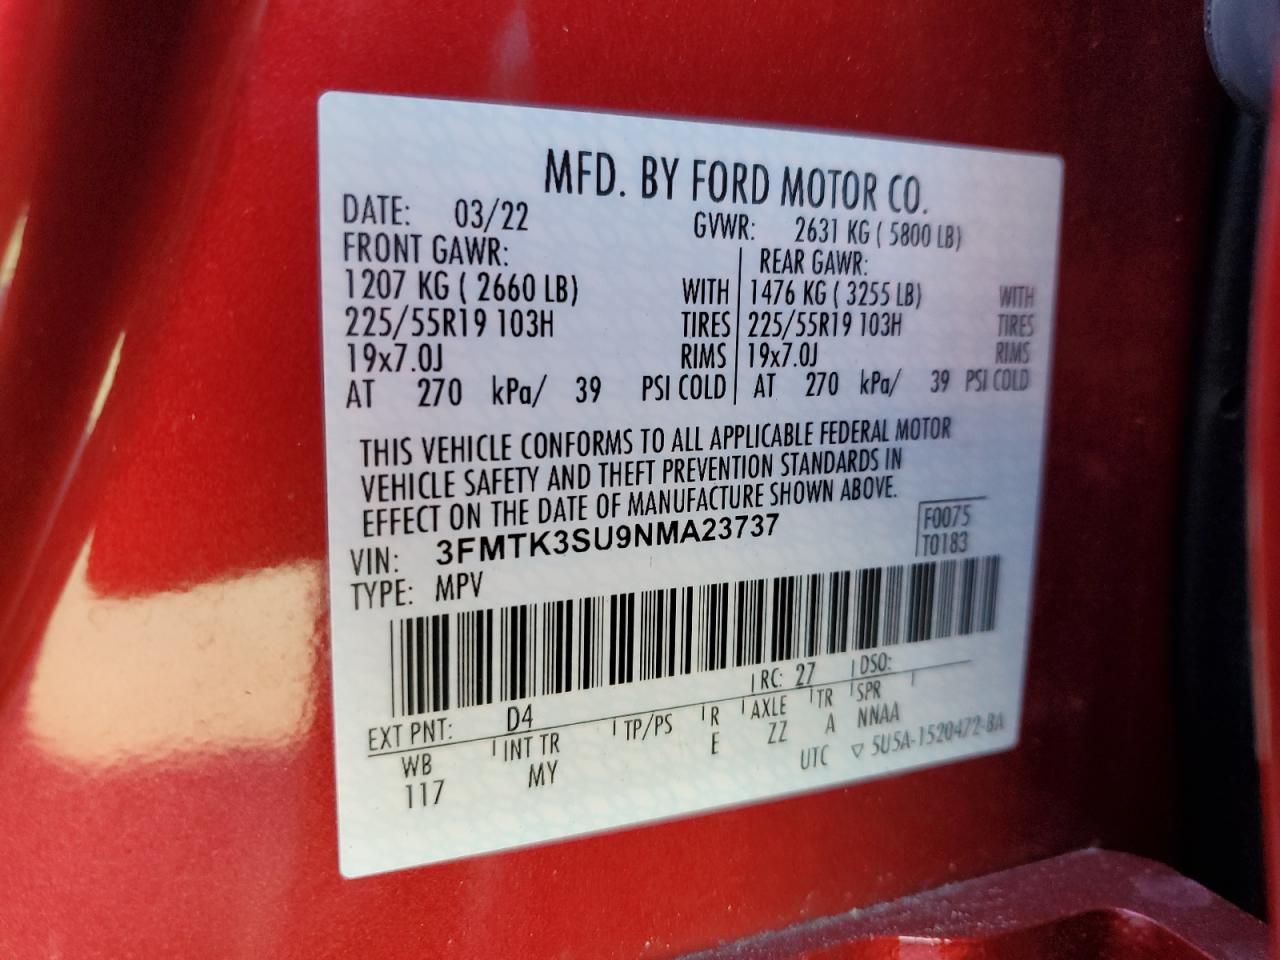 MFD. BY FORD MOTOR CO.
DATE: 03/22 GVWR: 2631 KG ( 5800 LB)
FRONT GAWR: REAR GAWR:
1207 KG ( 2660 LB) WITH 1476 KG ( 3255 LB) WITH
225/55R19 103H TIRES 225/55R19 103H TIRES
19x7.0J RIMS 19x7.0J RIMS
AT 270 kPa/ 39 PSI COLD AT 270 kPa/ 39 PSI COLD
THIS VEHICLE CONFORMS TO ALL APPLICABLE FEDERAL MOTOR
VEHICLE SAFETY AND THEFT PREVENTION STANDARDS IN
EFFECT ON THE DATE OF MANUFACTURE SHOWN ABOVE.
VIN: 3FMTK3SU9NMA23737 F0075
TYPE: MPV T0183
EXT PNT: D4 RC: 27 DSO:
WB INT TR TP/PS R AXLE TR SPR
117 MY E ZZ A NNAA
UTC ▽ 5U5A-1520472-BA